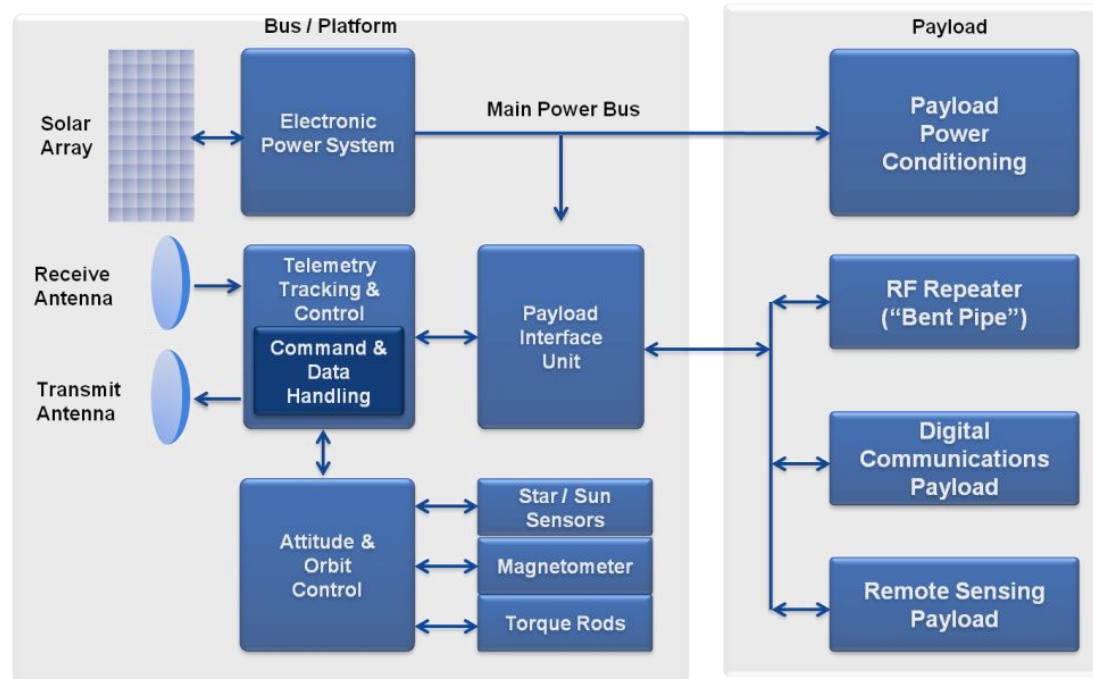 Bus / Platform
Payload
Solar
Array
Electronic
Power System
Main Power Bus
Payload
Power
Conditioning
Receive
Antenna
Transmit
Antenna
Telemetry
Tracking &
Control
Command &
Data
Handling
Payload
Interface
Unit
RF Repeater
(“Bent Pipe”)
Digital
Communications
Payload
Remote Sensing
Payload
Attitude &
Orbit
Control
Star / Sun
Sensors
Magnetometer
Torque Rods